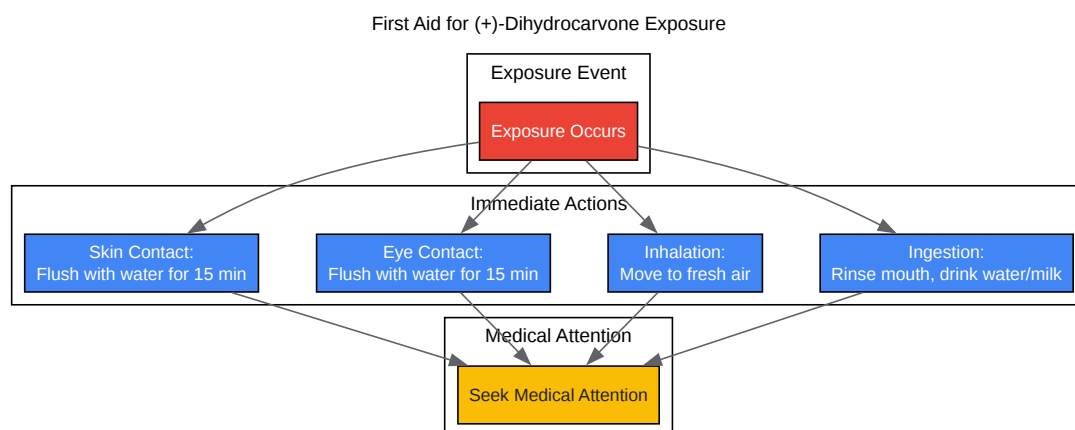 First Aid for (+)-Dihydrocarvone Exposure
Exposure Event
Exposure Occurs
Immediate Actions
Skin Contact:
Flush with water for 15 min
Eye Contact:
Flush with water for 15 min
Inhalation:
Move to fresh air
Ingestion:
Rinse mouth, drink water/milk
Medical Attention
Seek Medical Attention